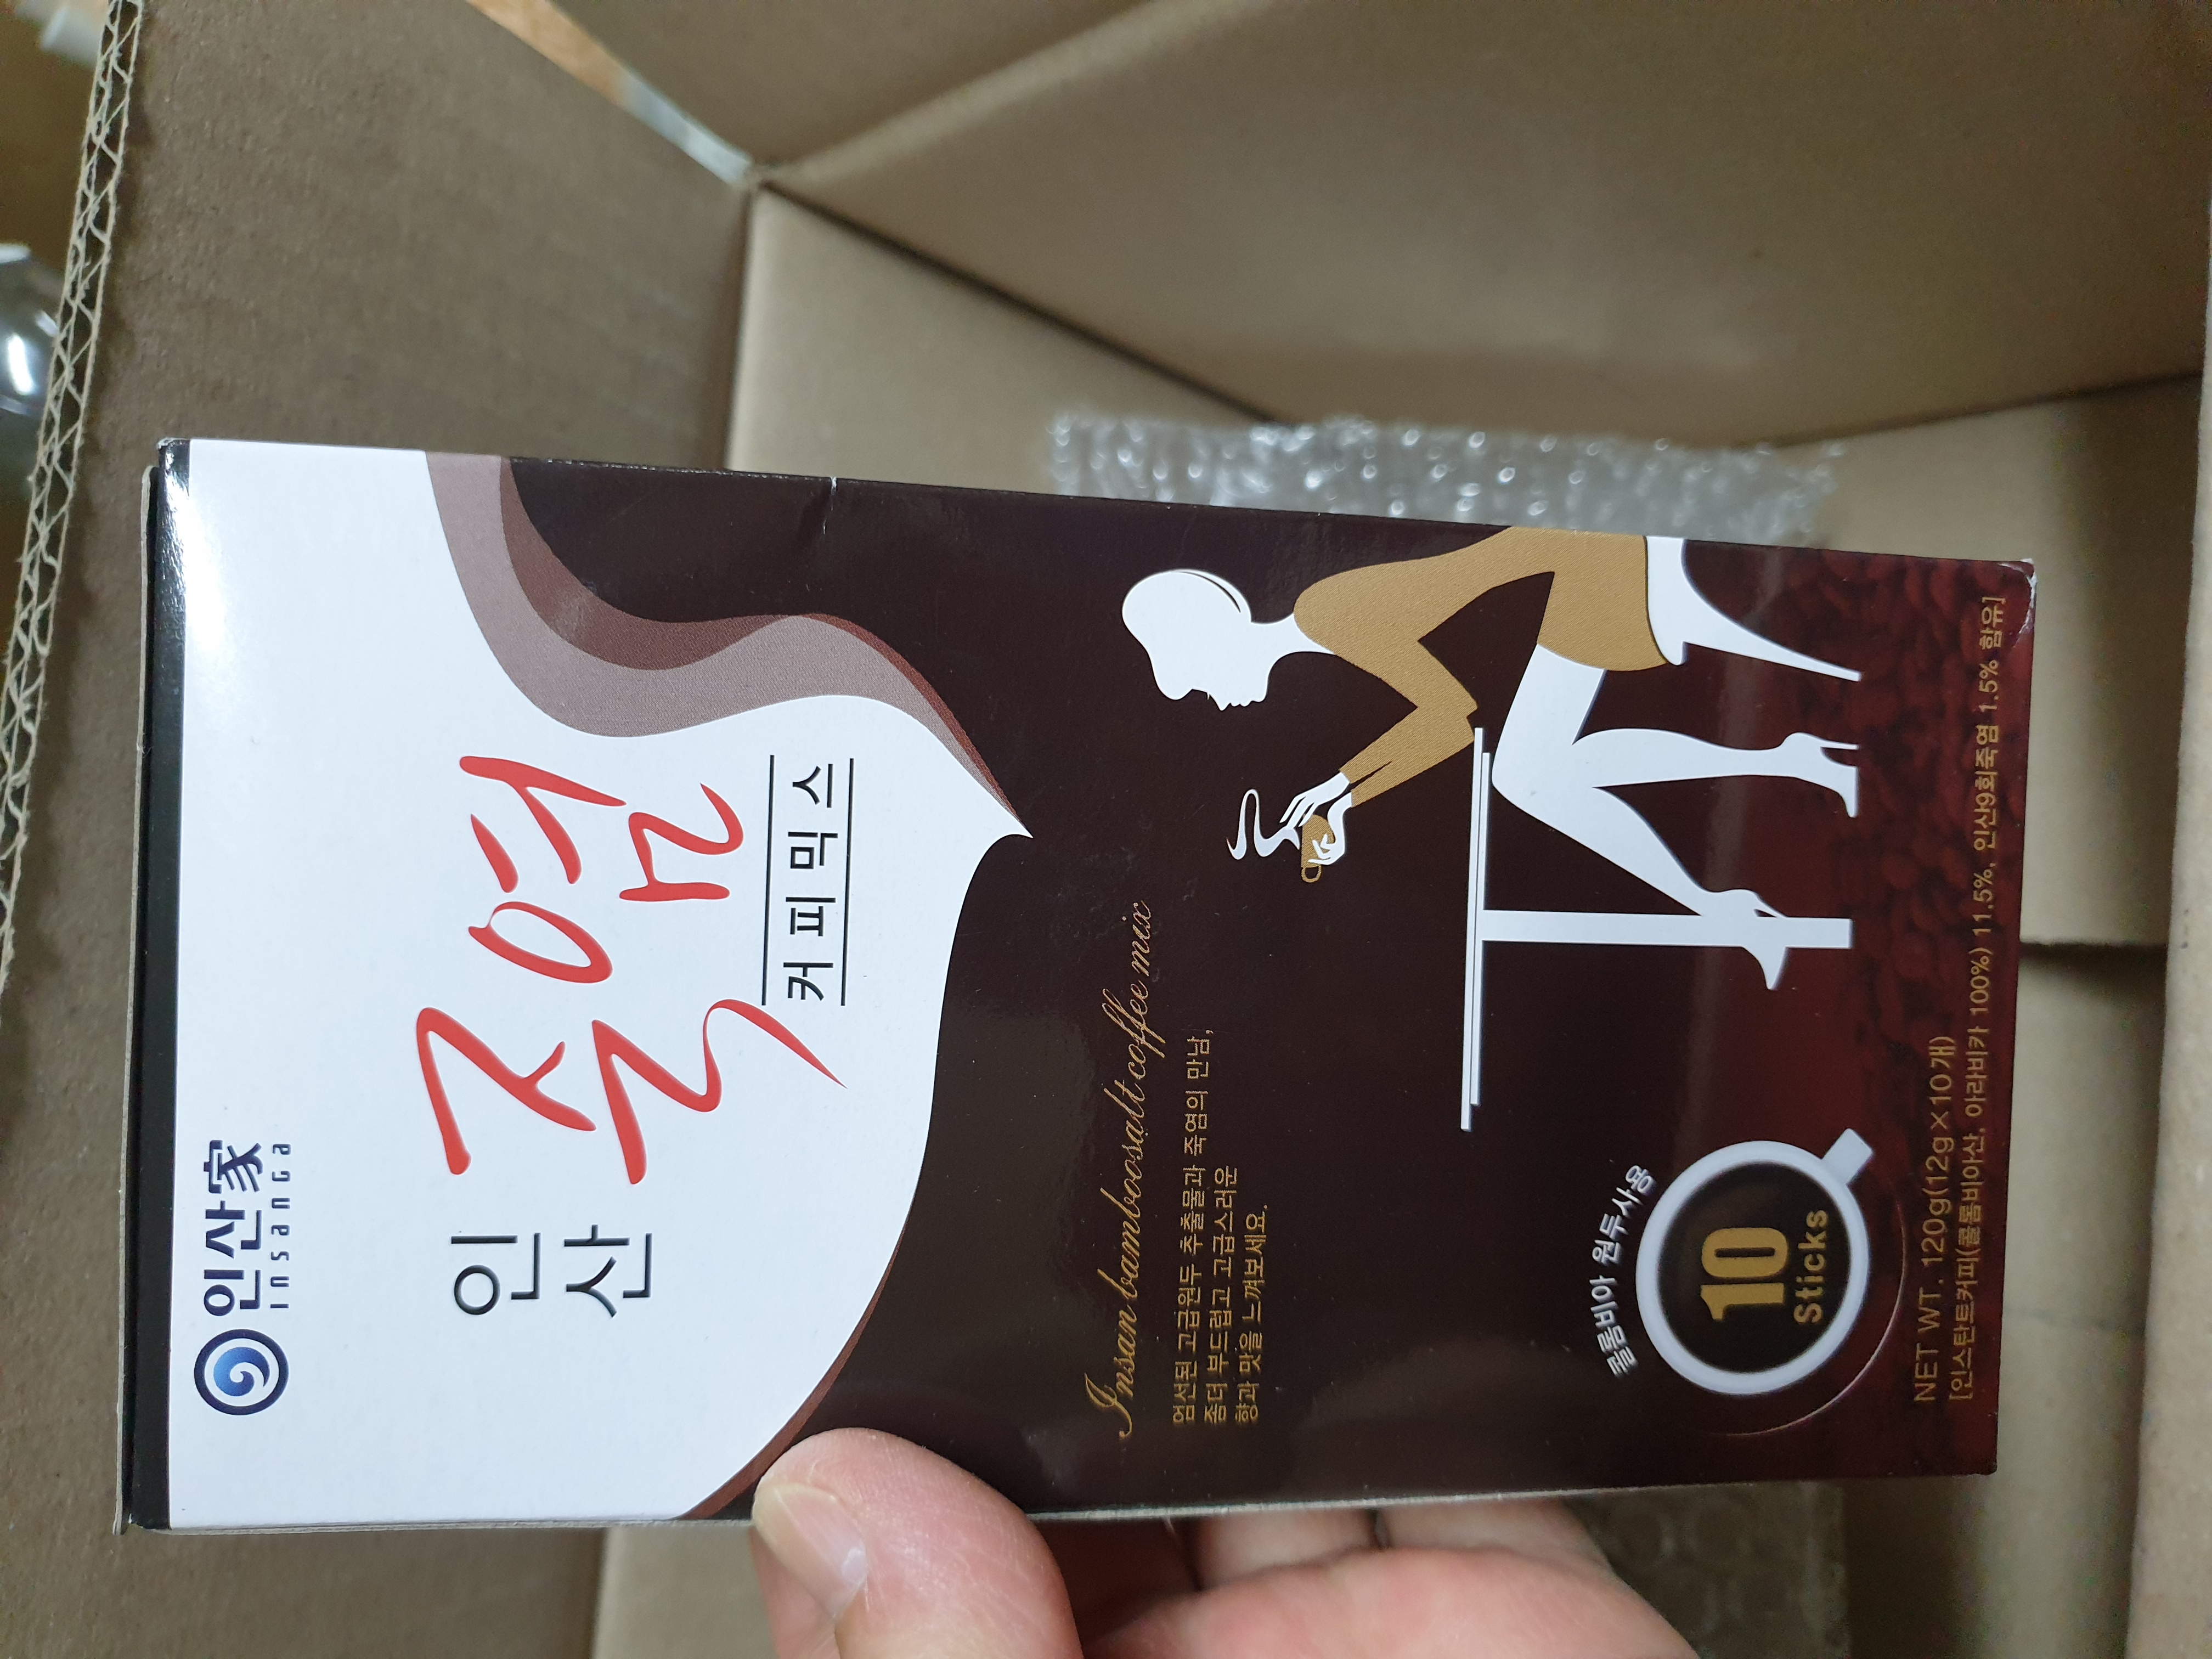 인산家
insanga
인산
죽염
커피믹스
Insan bamboosalt coffee mix
엄선된 고급원두 추출물과 죽염의 만남,
좀더 부드럽고 고급스러운
향과 맛을 느껴보세요.
콜롬비아 원두사용
10
Sticks
NET WT. 120g(12g×10개)
[인스탄트커피(콜롬비아산, 아라비카 100%) 11.5%, 인산9회죽염 1.5% 함유]